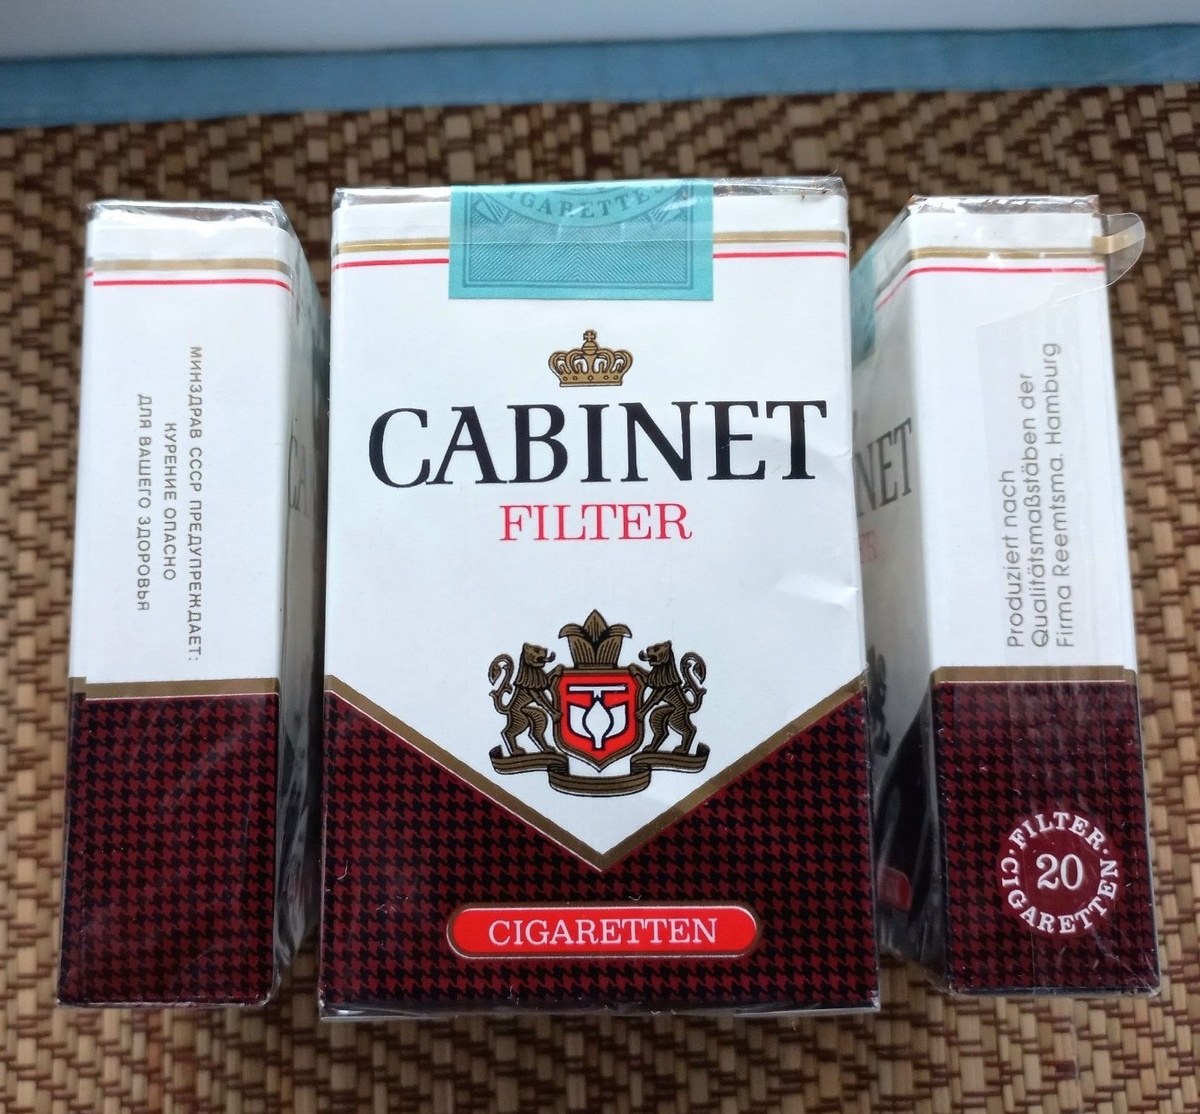 МИНЗДРАВ СССР ПРЕДУПРЕЖДАЕТ:
КУРЕНИЕ ОПАСНО
ДЛЯ ВАШЕГО ЗДОРОВЬЯ
CABINET
FILTER
CIGARETTEN
NET
Produziert nach
Qualitätsmaßstäben der
Firma Reemtsma. Hamburg
·FILTER·
20
CIGARETTEN